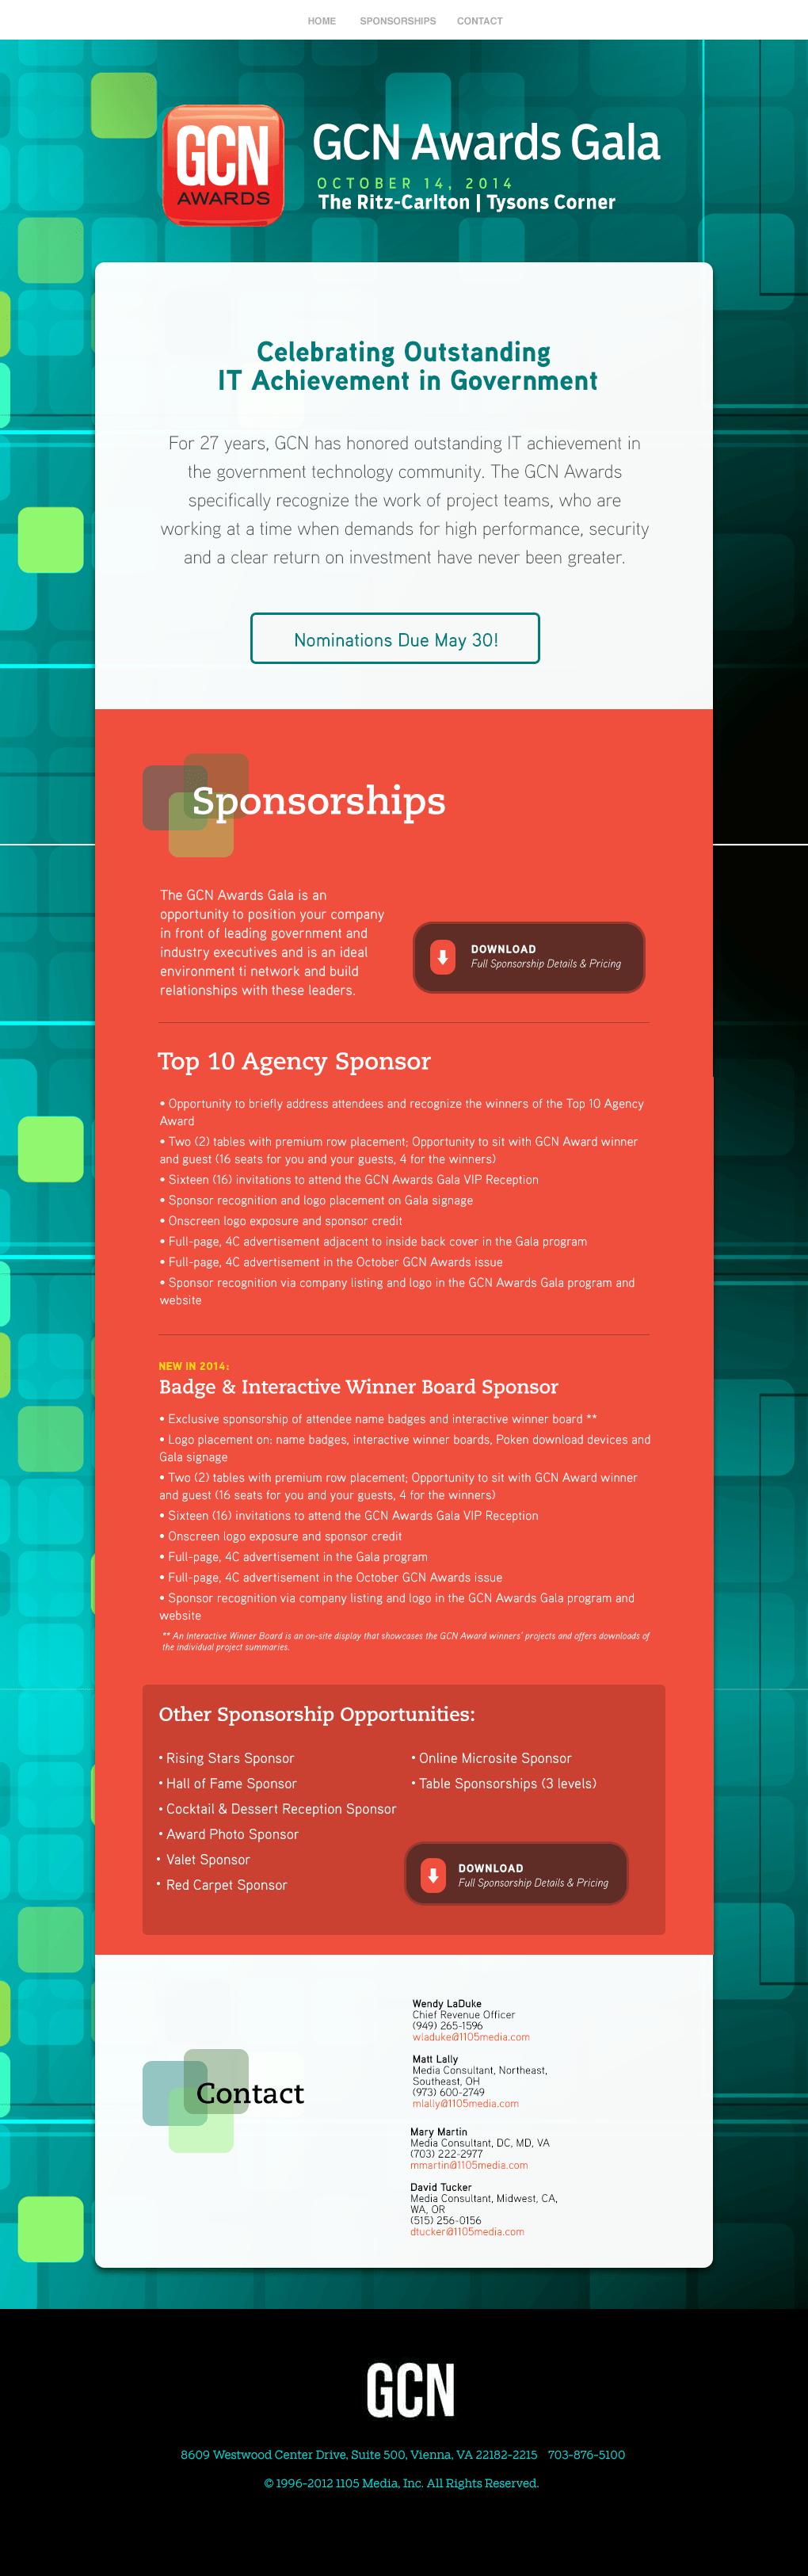 HOME SPONSORSHIPS CONTACT
GCN
AWARDS
GCN Awards Gala
OCTOBER 14, 2014
The Ritz-Carlton | Tysons Corner
Celebrating Outstanding
IT Achievement in Government
For 27 years, GCN has honored outstanding IT achievement in
the government technology community. The GCN Awards
specifically recognize the work of project teams, who are
working at a time when demands for high performance, security
and a clear return on investment have never been greater.
Nominations Due May 30!
Sponsorships
The GCN Awards Gala is an
opportunity to position your company
in front of leading government and
industry executives and is an ideal
environment ti network and build
relationships with these leaders.
DOWNLOAD
Full Sponsorship Details & Pricing
Top 10 Agency Sponsor
• Opportunity to briefly address attendees and recognize the winners of the Top 10 Agency
Award
• Two (2) tables with premium row placement; Opportunity to sit with GCN Award winner
and guest (16 seats for you and your guests, 4 for the winners)
• Sixteen (16) invitations to attend the GCN Awards Gala VIP Reception
• Sponsor recognition and logo placement on Gala signage
• Onscreen logo exposure and sponsor credit
• Full-page, 4C advertisement adjacent to inside back cover in the Gala program
• Full-page, 4C advertisement in the October GCN Awards issue
• Sponsor recognition via company listing and logo in the GCN Awards Gala program and
website
NEW IN 2014:
Badge & Interactive Winner Board Sponsor
• Exclusive sponsorship of attendee name badges and interactive winner board **
• Logo placement on: name badges, interactive winner boards, Poken download devices and
Gala signage
• Two (2) tables with premium row placement; Opportunity to sit with GCN Award winner
and guest (16 seats for you and your guests, 4 for the winners)
• Sixteen (16) invitations to attend the GCN Awards Gala VIP Reception
• Onscreen logo exposure and sponsor credit
• Full-page, 4C advertisement in the Gala program
• Full-page, 4C advertisement in the October GCN Awards issue
• Sponsor recognition via company listing and logo in the GCN Awards Gala program and
website
** An Interactive Winner Board is an on-site display that showcases the GCN Award winners' projects and offers downloads of
the individual project summaries.
Other Sponsorship Opportunities:
• Rising Stars Sponsor
• Hall of Fame Sponsor
• Cocktail & Dessert Reception Sponsor
• Award Photo Sponsor
• Valet Sponsor
• Red Carpet Sponsor
• Online Microsite Sponsor
• Table Sponsorships (3 levels)
DOWNLOAD
Full Sponsorship Details & Pricing
Contact
Wendy LaDuke
Chief Revenue Officer
(949) 265-1596
wladuke@1105media.com
Matt Lally
Media Consultant, Northeast,
Southeast, OH
(973) 600-2749
mlally@1105media.com
Mary Martin
Media Consultant, DC, MD, VA
(703) 222-2977
mmartin@1105media.com
David Tucker
Media Consultant, Midwest, CA,
WA, OR
(515) 256-0156
dtucker@1105media.com
GCN
8609 Westwood Center Drive, Suite 500, Vienna, VA 22182-2215 703-876-5100
© 1996-2012 1105 Media, Inc. All Rights Reserved.